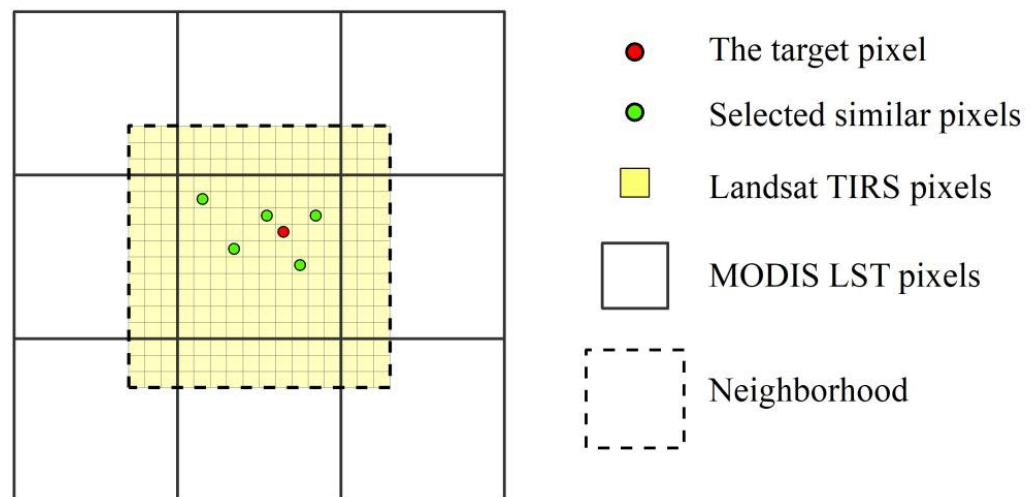 The target pixel
Selected similar pixels
Landsat TIRS pixels
MODIS LST pixels
Neighborhood